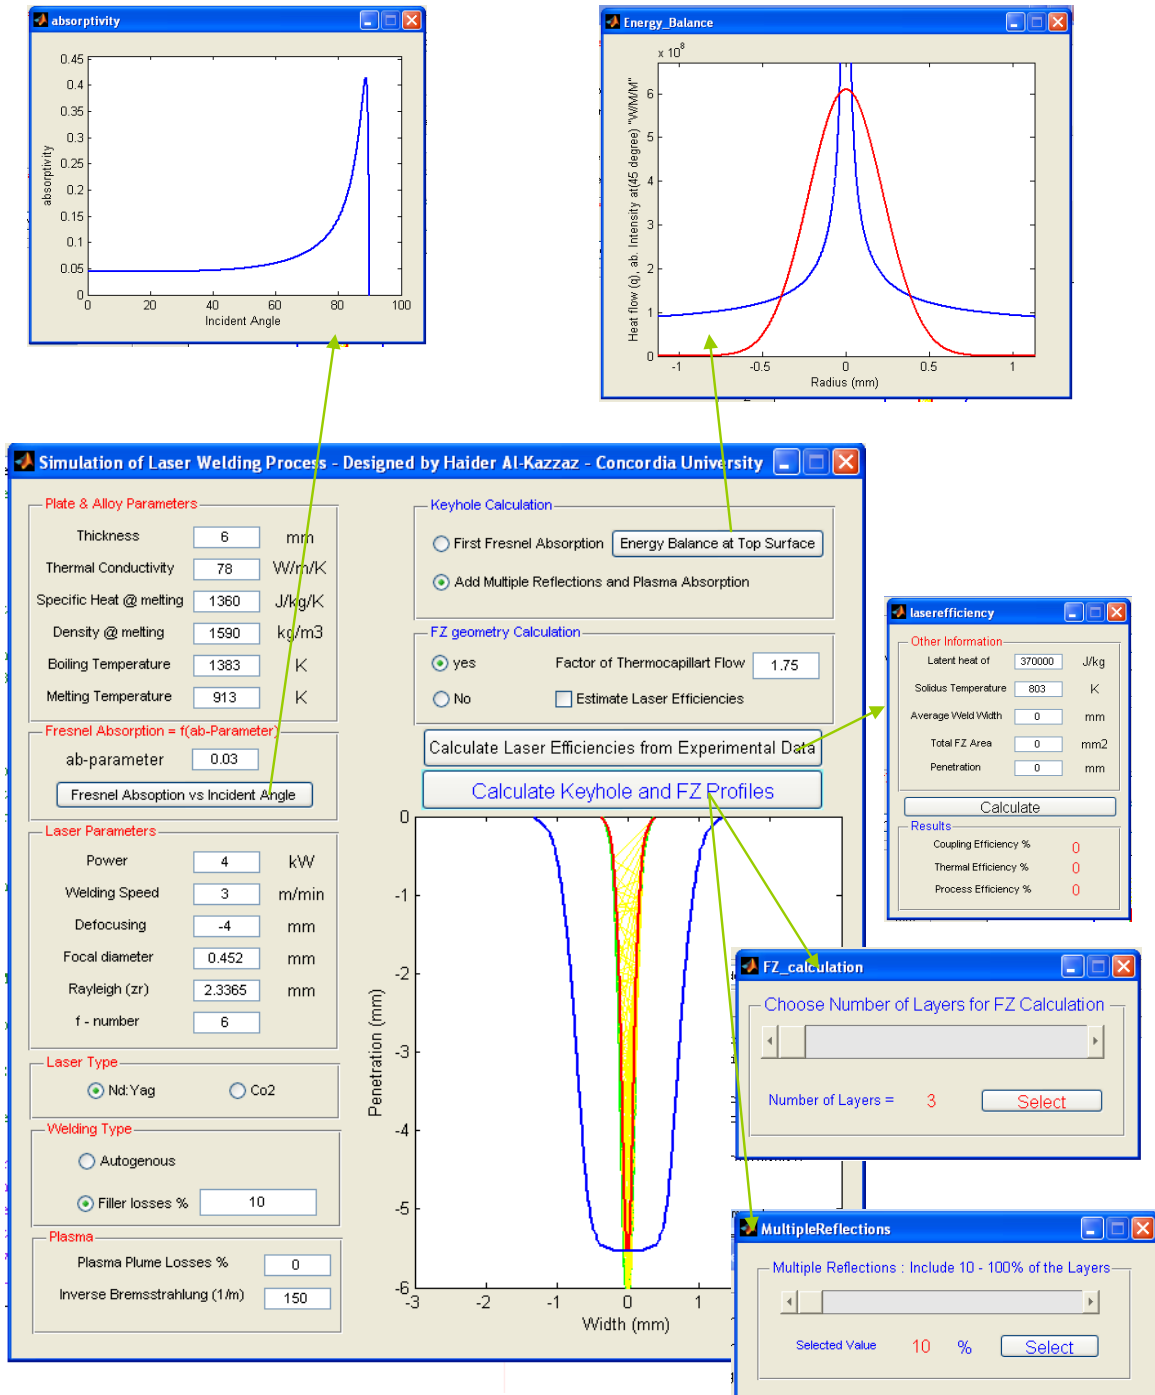 absorptivity
0.45
0.4
0.35
0.3
0.25
0.2
0.15
0.1
0.05
0
absorptivity
0 20 40 60 80 100
Incident Angle
Energy_Balance
x 10^8
6
5
4
3
2
1
0
Heat flow (q), ab. Intensity at(45 degree) "W/M/M"
-1 -0.5 0 0.5 1
Radius (mm)
Simulation of Laser Welding Process - Designed by Haider Al-Kazzaz - Concordia University
Plate & Alloy Parameters
Thickness 6 mm
Thermal Conductivity 78 W/m/K
Specific Heat @ melting 1360 J/kg/K
Density @ melting 1590 kg/m3
Boiling Temperature 1383 K
Melting Temperature 913 K
Fresnel Absorption = f(ab-Parameter)
ab-parameter 0.03
Fresnel Absoption vs Incident Angle
Laser Parameters
Power 4 kW
Welding Speed 3 m/min
Defocusing -4 mm
Focal diameter 0.452 mm
Rayleigh (zr) 2.3365 mm
f - number 6
Laser Type
Nd:Yag Co2
Welding Type
Autogenous
Filler losses % 10
Plasma
Plasma Plume Losses % 0
Inverse Bremsstrahlung (1/m) 150
Keyhole Calculation
First Fresnel Absorption Energy Balance at Top Surface
Add Multiple Reflections and Plasma Absorption
FZ geometry Calculation
yes Factor of Thermocapillart Flow 1.75
No Estimate Laser Efficiencies
Calculate Laser Efficiencies from Experimental Data
Calculate Keyhole and FZ Profiles
0
-1
-2
-3
-4
-5
-6
Penetration (mm)
-3 -2 -1 0 1
Width (mm)
laserefficiency
Other Information
Latent heat of 370000 J/kg
Solidus Temperature 803 K
Average Weld Width 0 mm
Total FZ Area 0 mm2
Penetration 0 mm
Calculate
Results
Coupling Efficiency % 0
Thermal Efficiency % 0
Process Efficiency % 0
FZ_calculation
Choose Number of Layers for FZ Calculation
Number of Layers = 3 Select
MultipleReflections
Multiple Reflections : Include 10 - 100% of the Layers
Selected Value 10 % Select